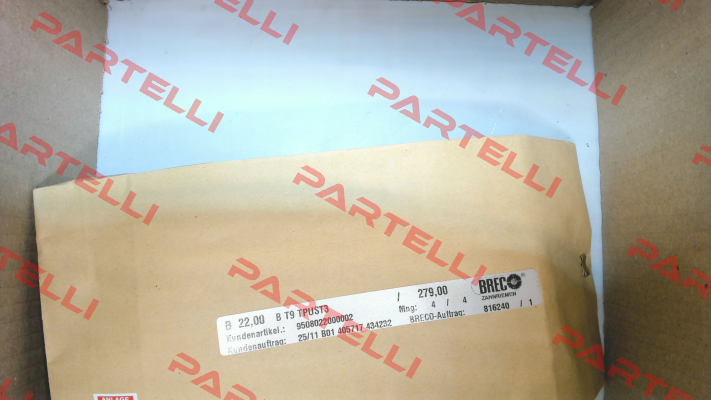 PARTELLI
PARTELLI
PARTELLI
PARTELLI
PARTELLI
PARTELLI
PARTELLI
PARTELLI
PARTELLI
B 22,00 B T9 TPUST3 / 279,00 BRECO
ZAHNRIEMEN
Kundenartikel.: 9508022000002 Mng: 4 / 4
Kundenauftrag: 25/11 B01 405717 434232 BRECO-Auftrag: 816240 / 1
ANLAGE